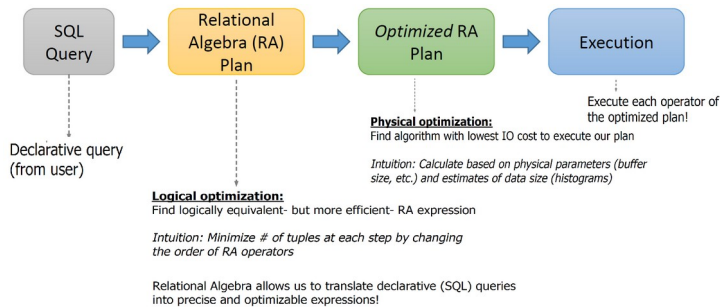 SQL
Query
Relational
Algebra (RA)
Plan
Optimized RA
Plan
Execution
Declarative query
(from user)
Logical optimization:
Find logically equivalent- but more efficient- RA expression
Intuition: Minimize # of tuples at each step by changing
the order of RA operators
Relational Algebra allows us to translate declarative (SQL) queries
into precise and optimizable expressions!
Physical optimization:
Find algorithm with lowest IO cost to execute our plan
Intuition: Calculate based on physical parameters (buffer
size, etc.) and estimates of data size (histograms)
Execute each operator of
the optimized plan!